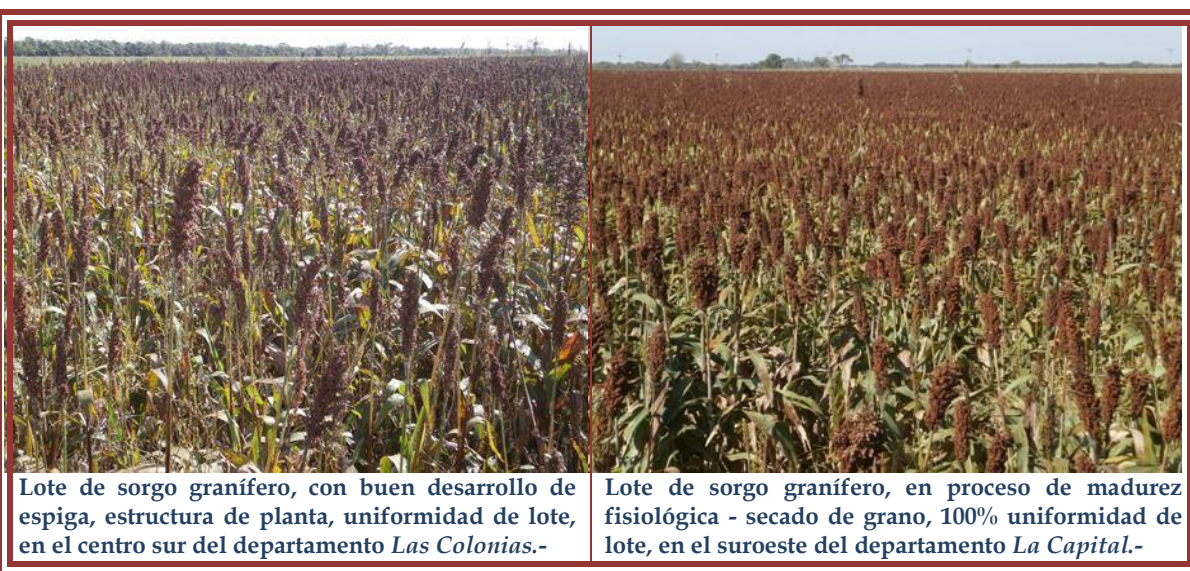 Lote de sorgo granífero, con buen desarrollo de
espiga, estructura de planta, uniformidad de lote,
en el centro sur del departamento Las Colonias.-
Lote de sorgo granífero, en proceso de madurez
fisiológica - secado de grano, 100% uniformidad de
lote, en el suroeste del departamento La Capital.-